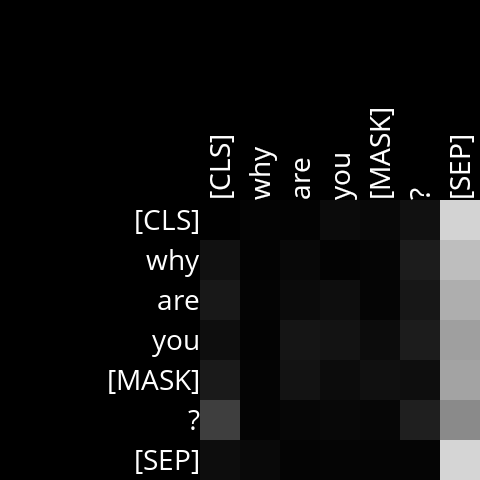 [CLS] why are you [MASK] ? [SEP]
[CLS]
why
are
you
[MASK]
?
[SEP]